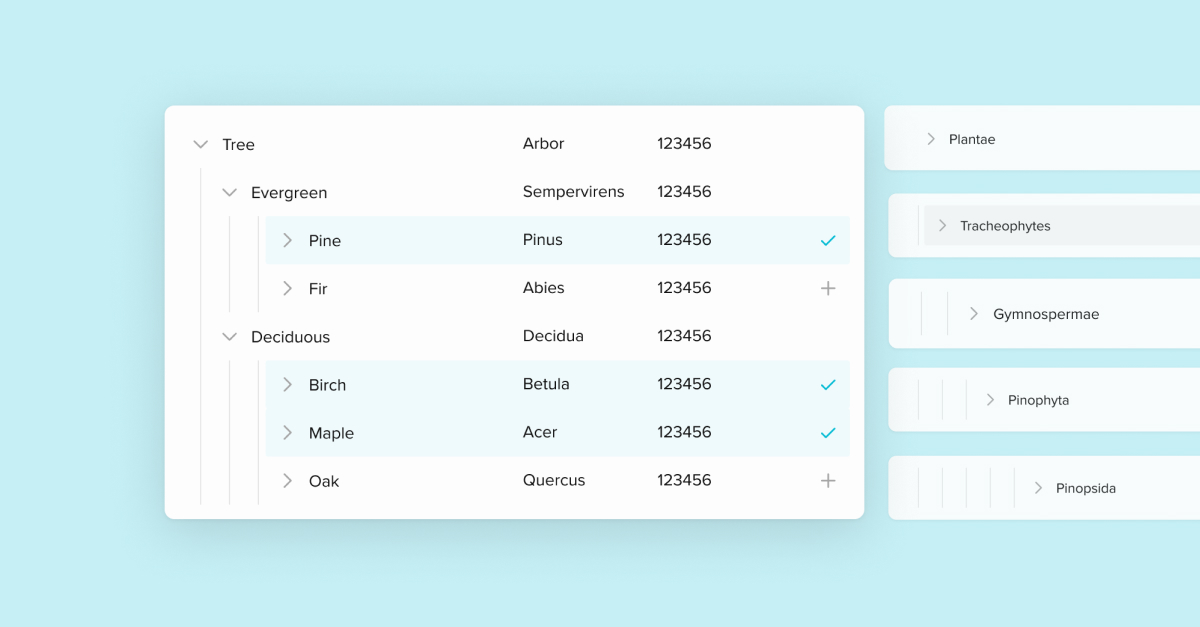 Tree Arbor 123456
Evergreen Sempervirens 123456
Pine Pinus 123456
Fir Abies 123456
Deciduous Decidua 123456
Birch Betula 123456
Maple Acer 123456
Oak Quercus 123456
Plantae
Tracheophytes
Gymnospermae
Pinophyta
Pinopsida